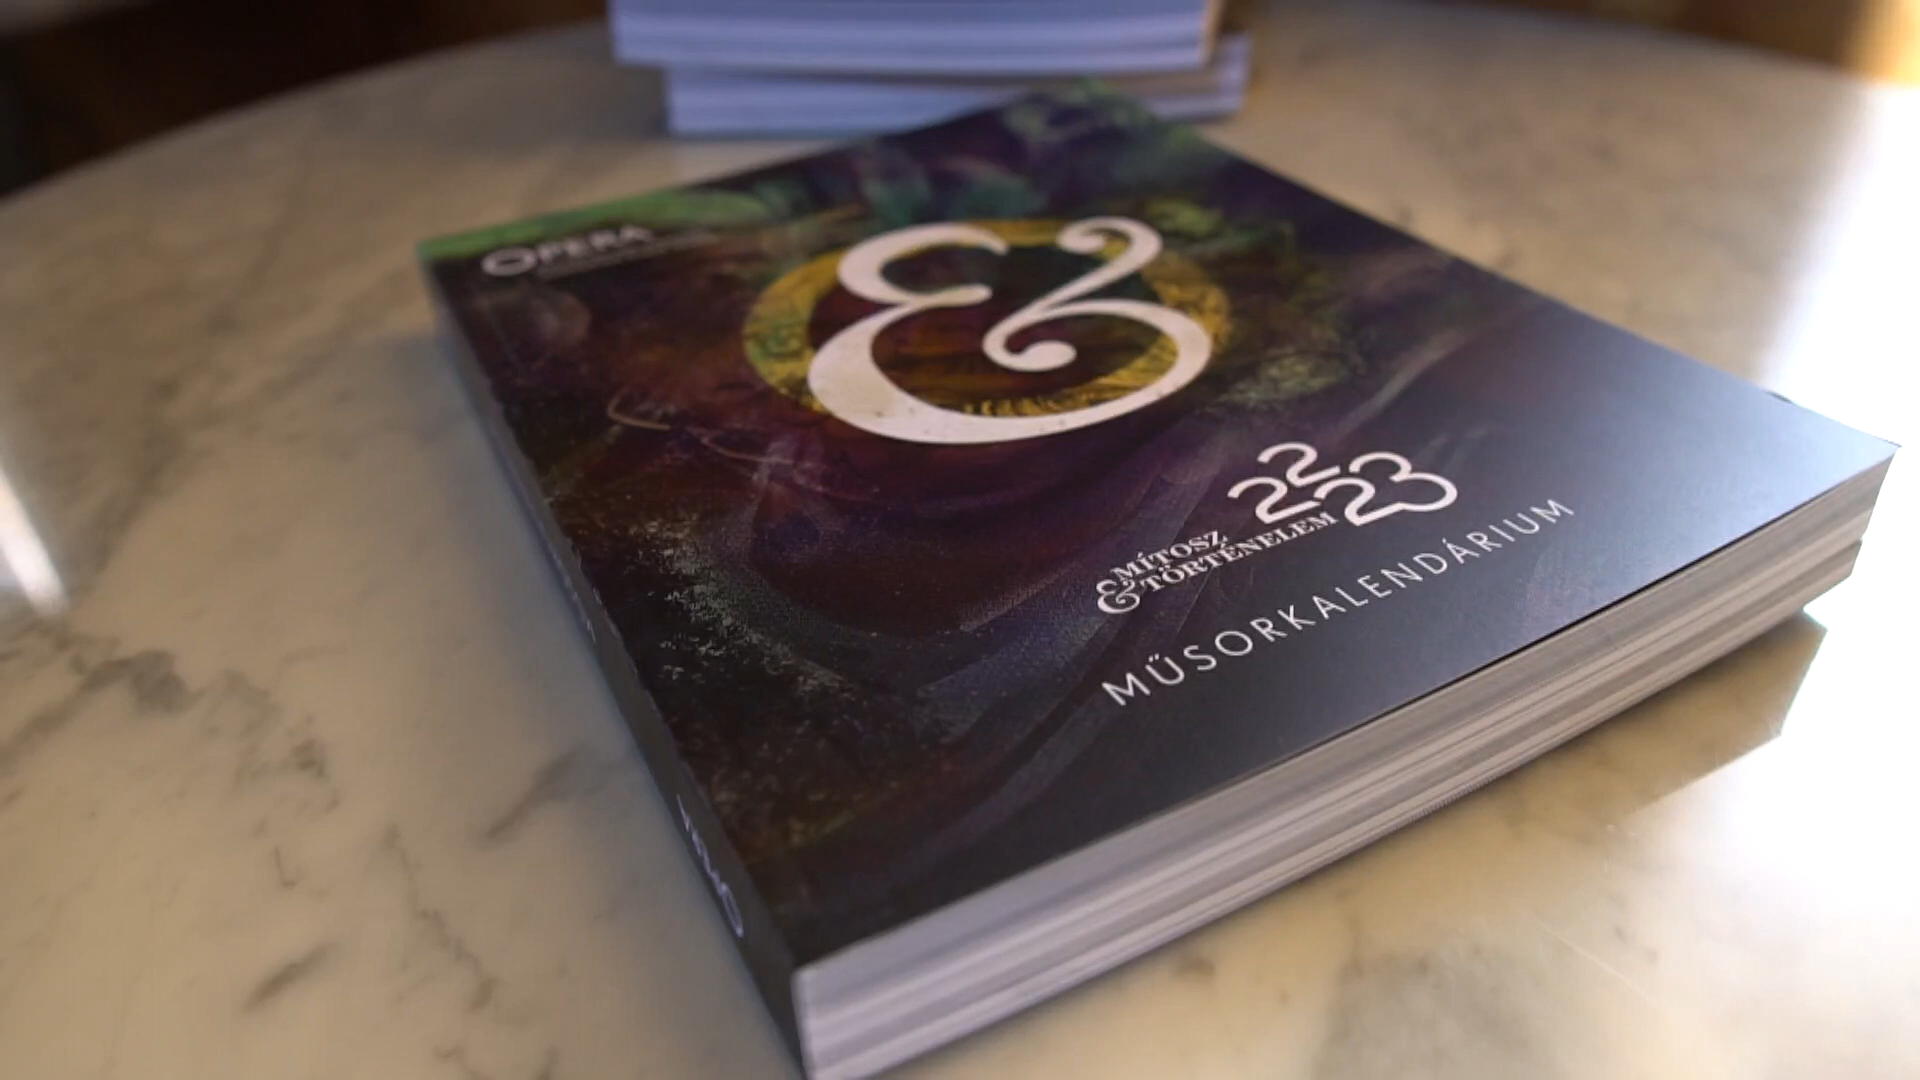 OPERA
&
22
23
MÍTOSZ
&TÖRTÉNELEM
MŰSORKALENDÁRIUM